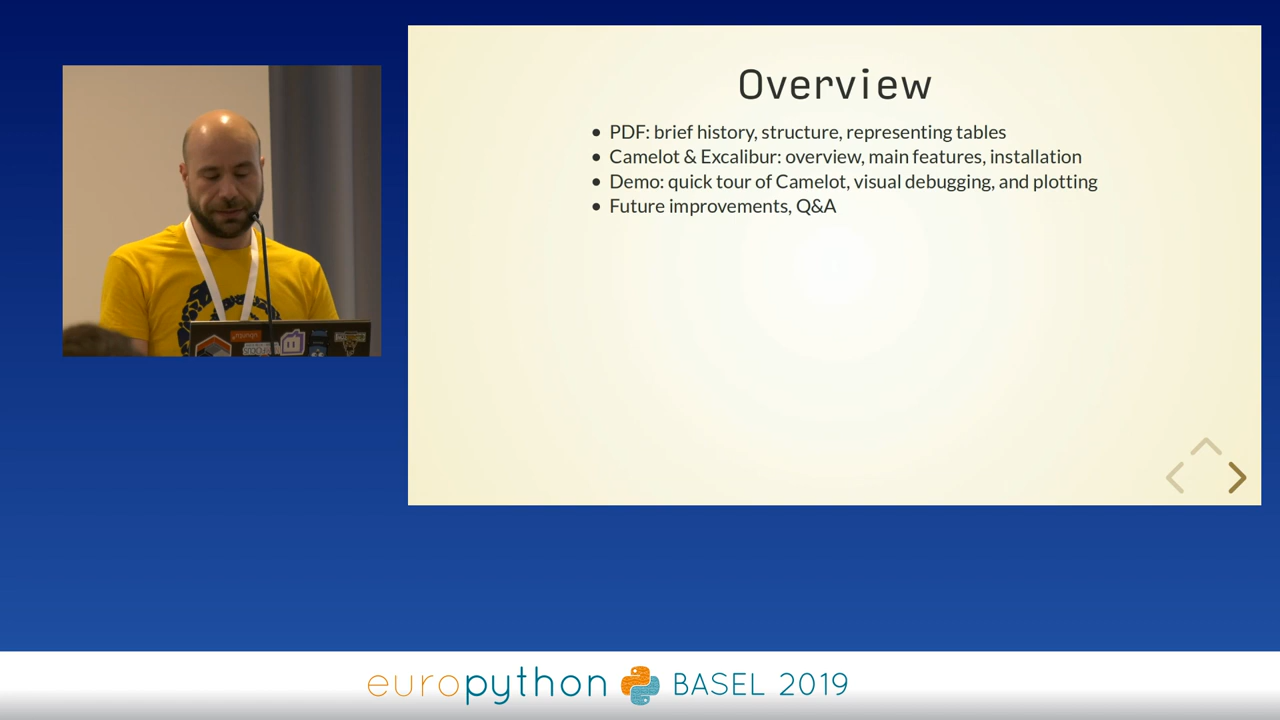 Overview
• PDF: brief history, structure, representing tables
• Camelot & Excalibur: overview, main features, installation
• Demo: quick tour of Camelot, visual debugging, and plotting
• Future improvements, Q&A
europython BASEL 2019